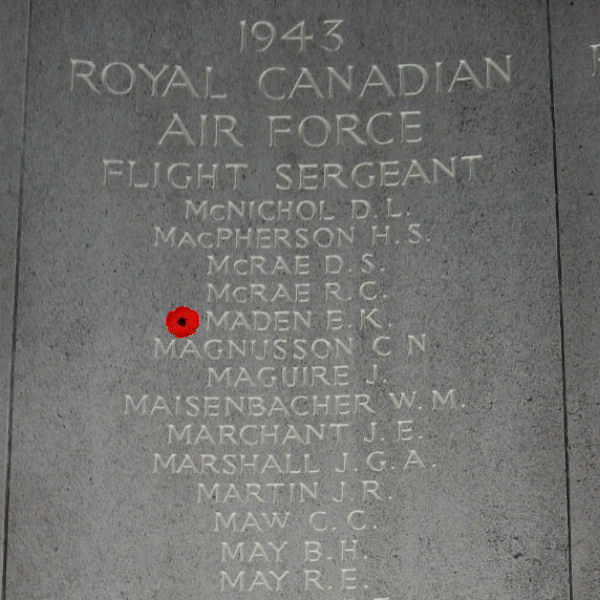 1943
ROYAL CANADIAN
AIR FORCE
FLIGHT SERGEANT
McNICHOL D.L.
MacPHERSON H.S.
McRAE D.S.
McRAE R.C.
MADEN E.K.
MAGNUSSON C N
MAGUIRE J.
MAISENBACHER W.M.
MARCHANT J.E.
MARSHALL J.G.A.
MARTIN J.R.
MAW C.C.
MAY B.H.
MAY R.E.